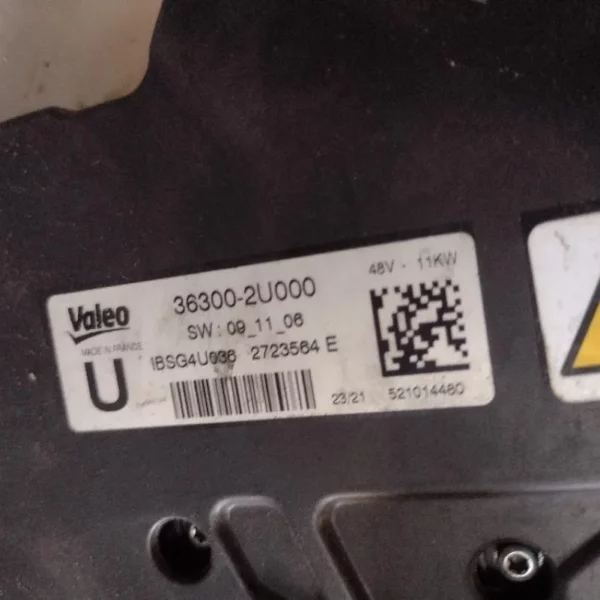 48V - 11KW
Valeo
36300-2U000
SW: 09_11_06
MADE IN FRANCE
IBSG4U036 2723564 E
U
23/21
521014480